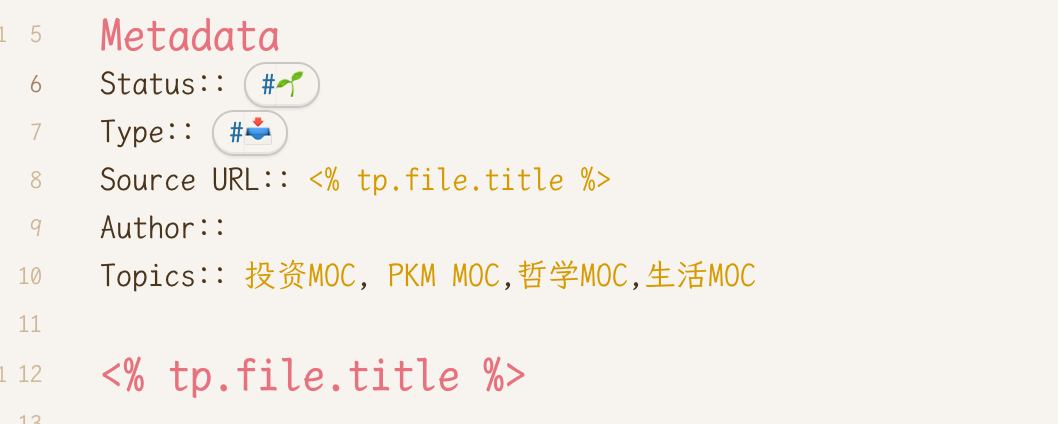 1 5 Metadata
6 Status:: #🌱
7 Type:: #📥
8 Source URL:: <% tp.file.title %>
9 Author::
10 Topics:: 投资MOC, PKM MOC,哲学MOC,生活MOC
11
1 12 <% tp.file.title %>
13